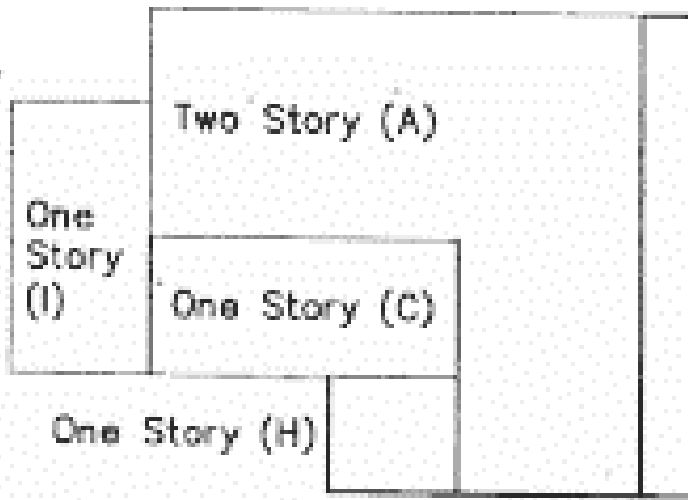 Two Story (A)
One
Story
(I)
One Story (C)
One Story (H)